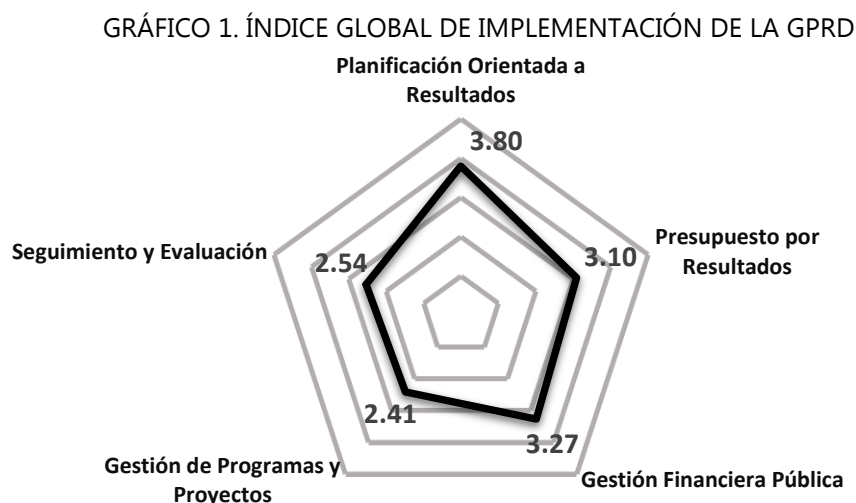 GRÁFICO 1. ÍNDICE GLOBAL DE IMPLEMENTACIÓN DE LA GPRD
Planificación Orientada a
Resultados
3.80
Presupuesto por
Resultados
3.10
Gestión Financiera Pública
3.27
Gestión de Programas y
Proyectos
2.41
Seguimiento y Evaluación
2.54